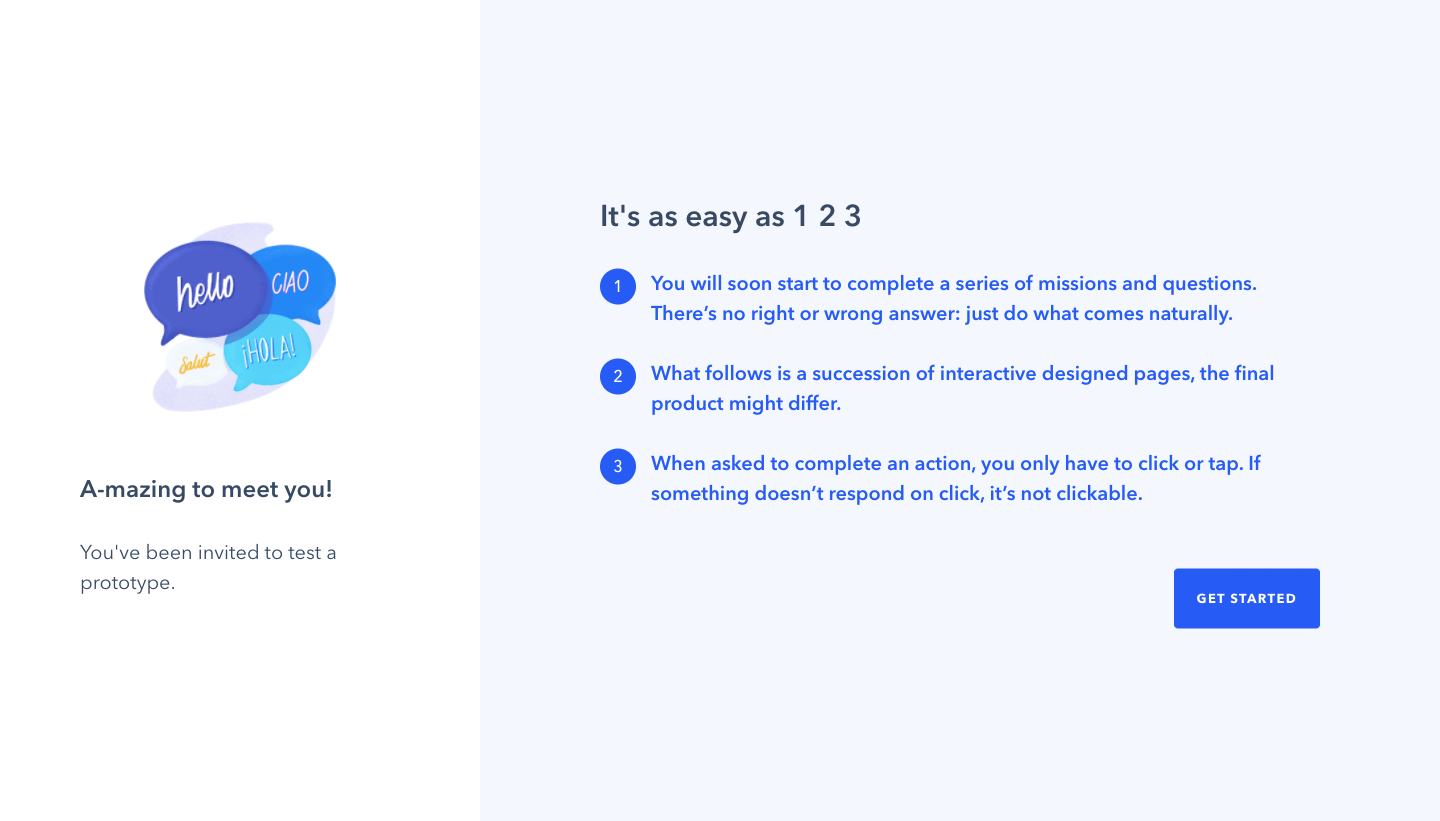 hello
CIAO
Salut
¡HOLA!
A-mazing to meet you!
You've been invited to test a
prototype.
It's as easy as 1 2 3
1 You will soon start to complete a series of missions and questions.
There’s no right or wrong answer: just do what comes naturally.
2 What follows is a succession of interactive designed pages, the final
product might differ.
3 When asked to complete an action, you only have to click or tap. If
something doesn’t respond on click, it’s not clickable.
GET STARTED